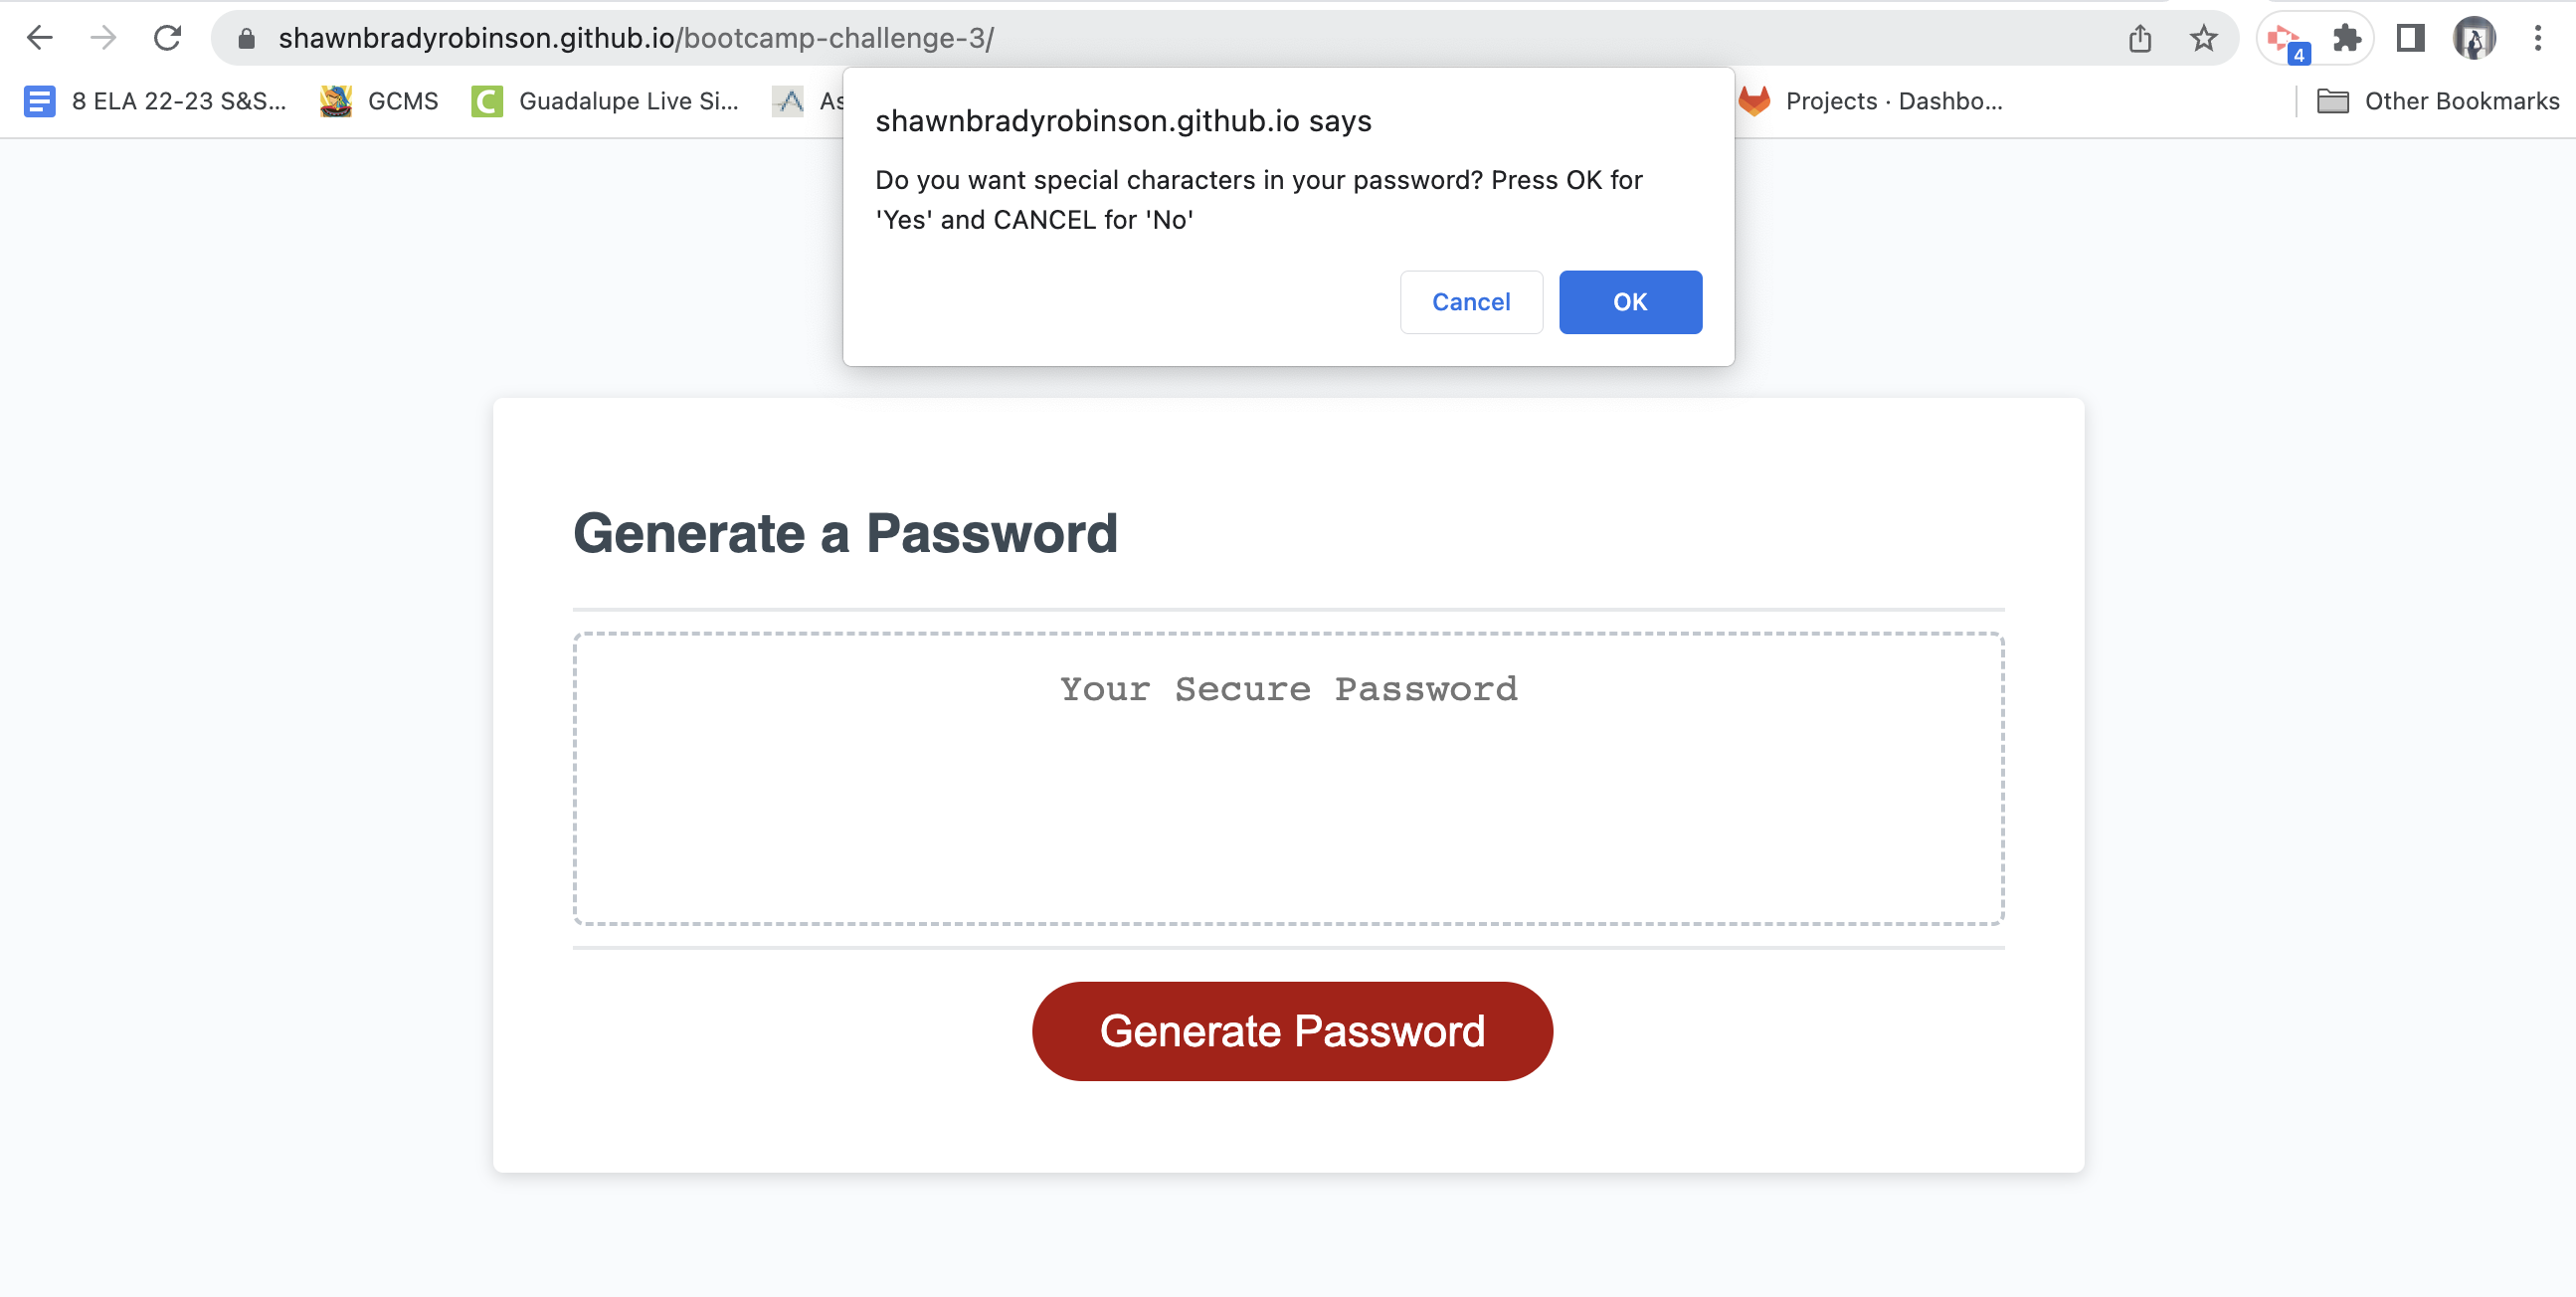 shawnbradyrobinson.github.io/bootcamp-challenge-3/
4
8 ELA 22-23 S&S...
GCMS
Guadalupe Live Si...
As
Projects · Dashbo...
Other Bookmarks
shawnbradyrobinson.github.io says
Do you want special characters in your password? Press OK for
'Yes' and CANCEL for 'No'
Cancel
OK
Generate a Password
Your Secure Password
Generate Password